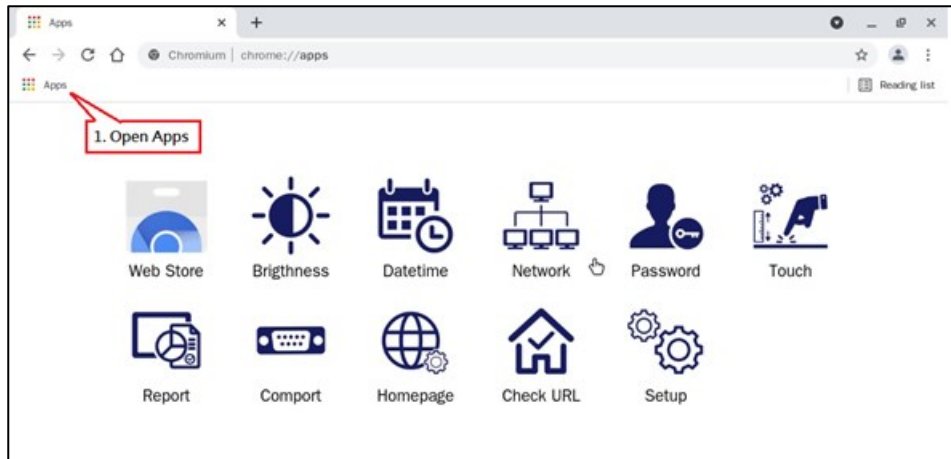 Apps
Chromium | chrome://apps
Apps
Reading list
1. Open Apps
Web Store Brigthness Datetime Network Password Touch
Report Comport Homepage Check URL Setup